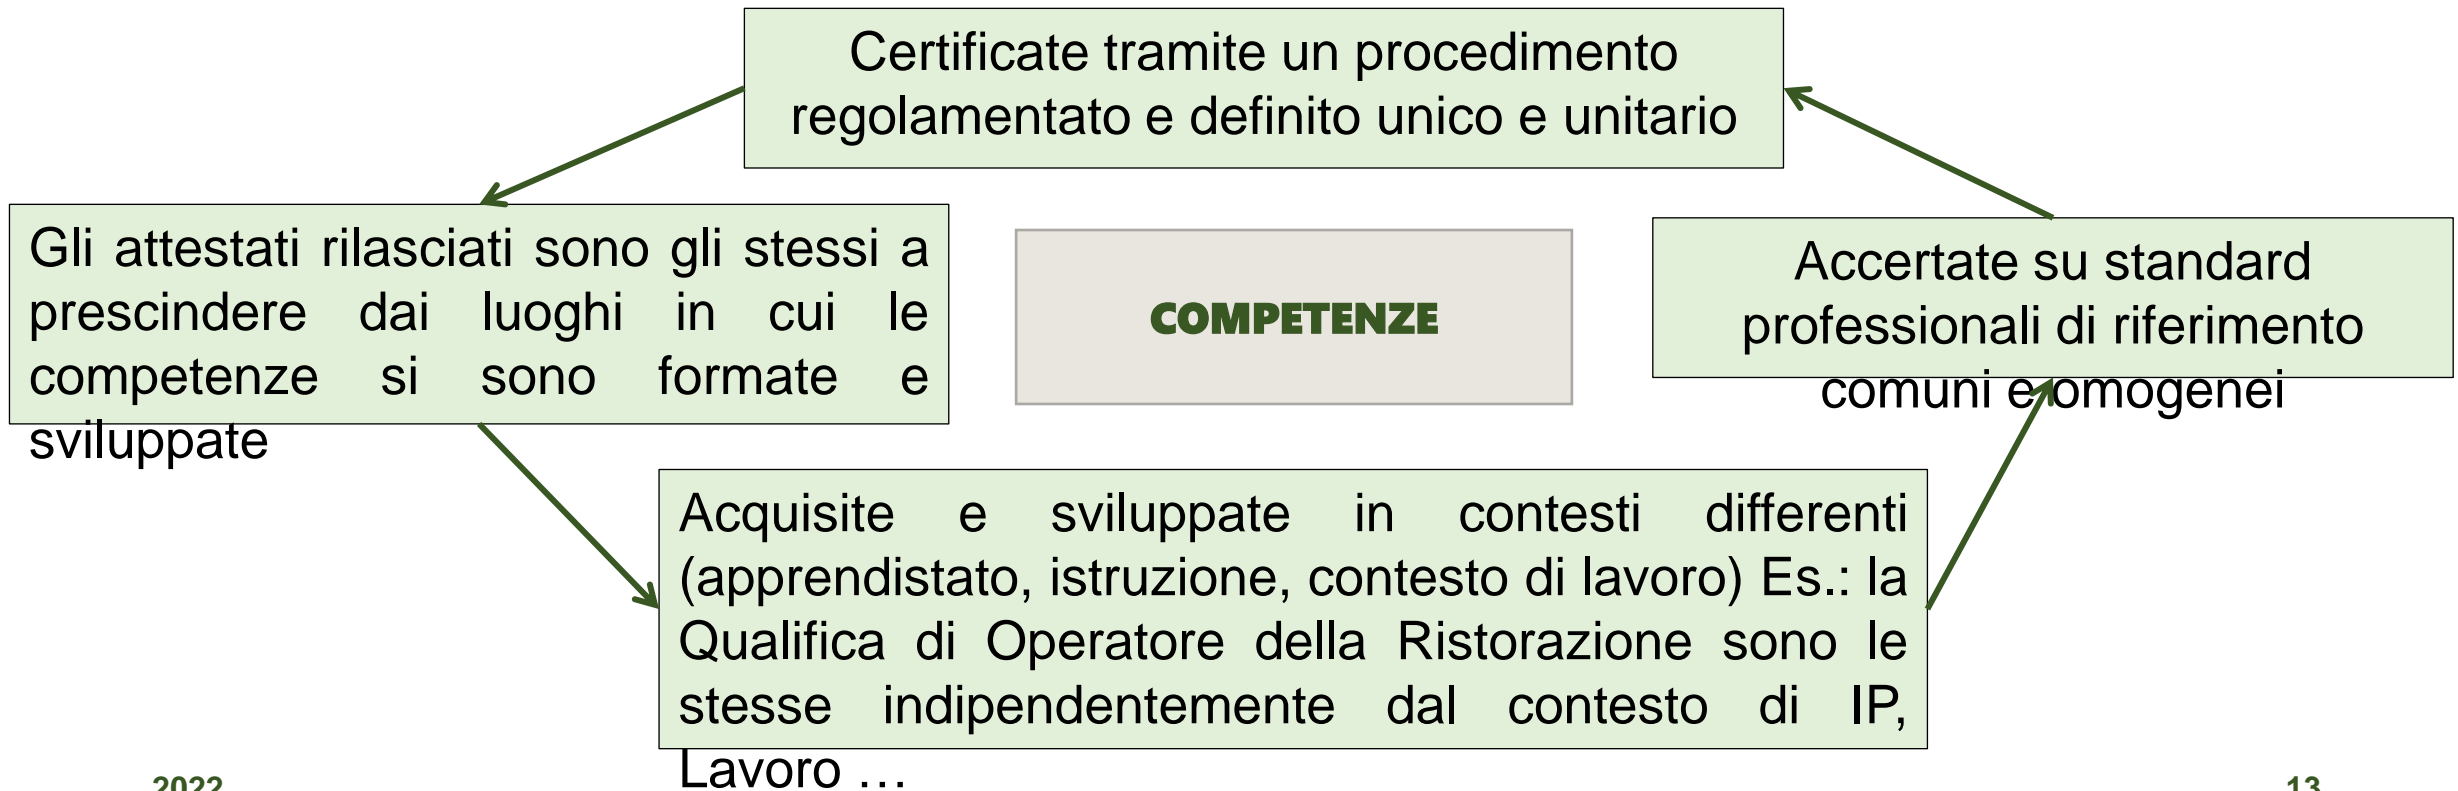 Certificate tramite un procedimento
regolamentato e definito unico e unitario
Gli attestati rilasciati sono gli stessi a
prescindere dai luoghi in cui le
competenze si sono formate e
sviluppate
COMPETENZE
Accertate su standard
professionali di riferimento
comuni e omogenei
Acquisite e sviluppate in contesti differenti
(apprendistato, istruzione, contesto di lavoro) Es.: la
Qualifica di Operatore della Ristorazione sono le
stesse indipendentemente dal contesto di IP,
Lavoro …
2022
13